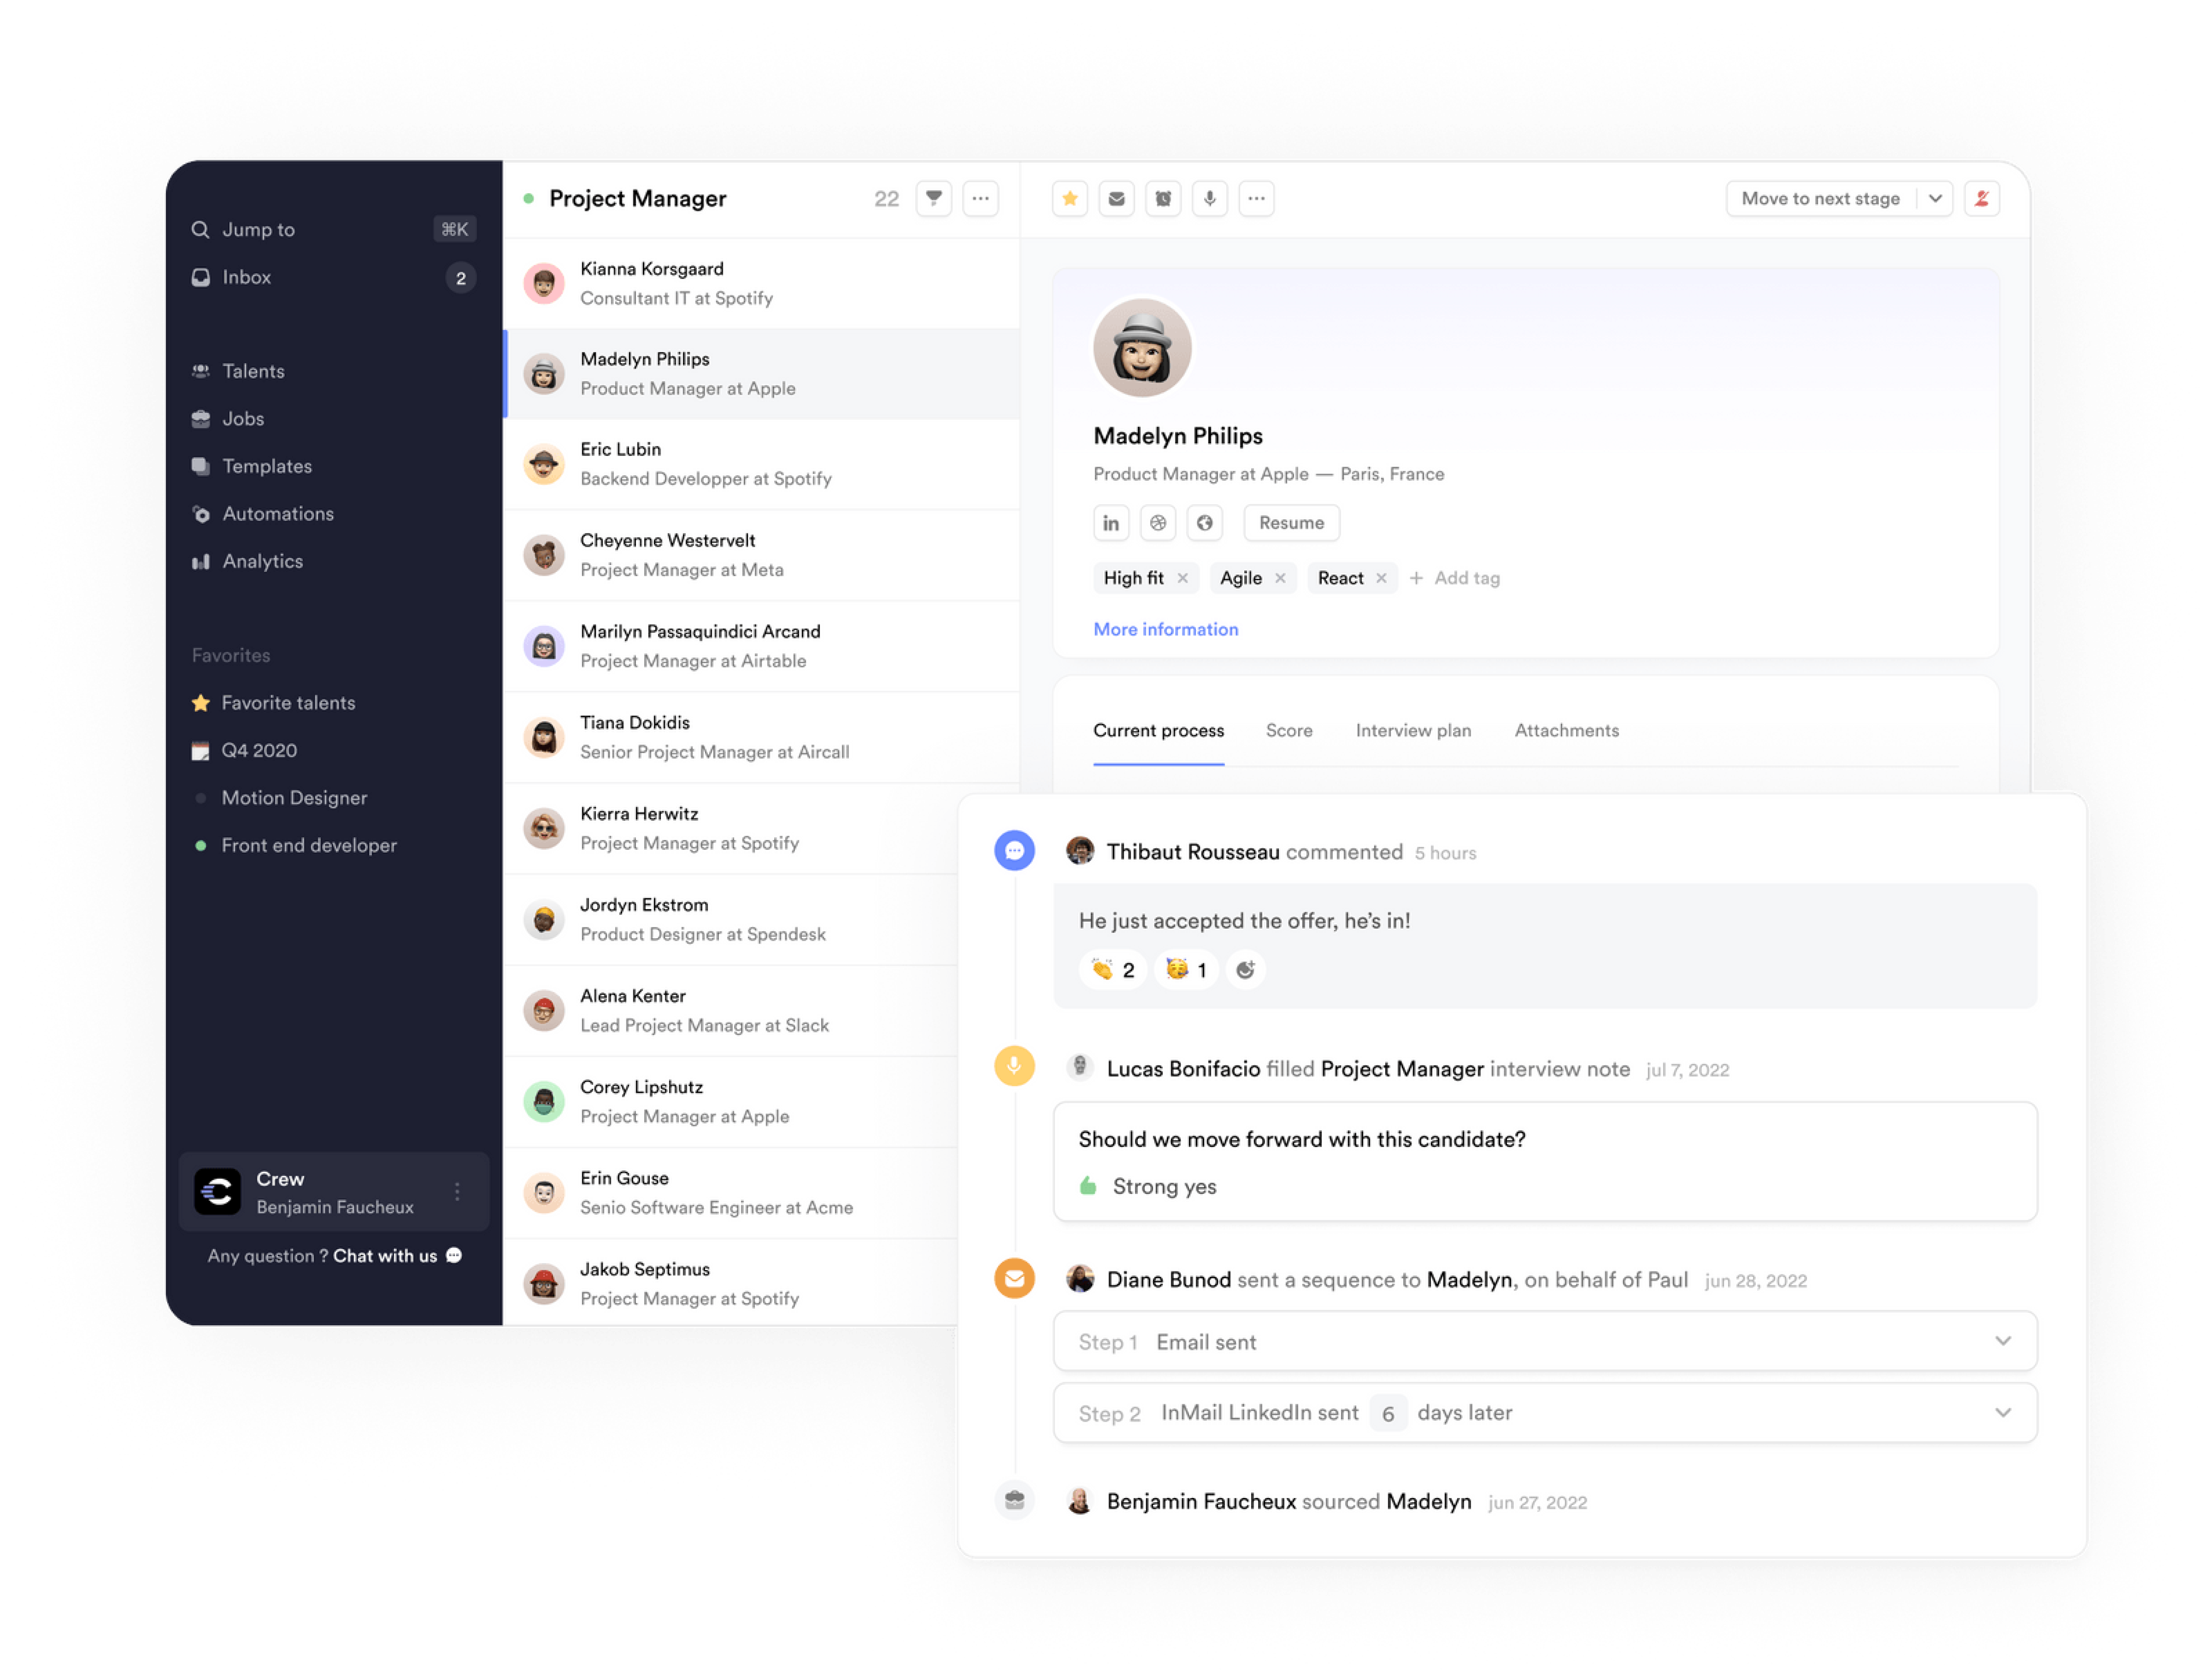 Jump to ⌘K
Inbox 2
Talents
Jobs
Templates
Automations
Analytics
Favorites
Favorite talents
Q4 2020
Motion Designer
Front end developer
Crew
Benjamin Faucheux
Any question ? Chat with us
Project Manager 22
Kianna Korsgaard
Consultant IT at Spotify
Madelyn Philips
Product Manager at Apple
Eric Lubin
Backend Developper at Spotify
Cheyenne Westervelt
Project Manager at Meta
Marilyn Passaquindici Arcand
Project Manager at Airtable
Tiana Dokidis
Senior Project Manager at Aircall
Kierra Herwitz
Project Manager at Spotify
Jordyn Ekstrom
Product Designer at Spendesk
Alena Kenter
Lead Project Manager at Slack
Corey Lipshutz
Project Manager at Apple
Erin Gouse
Senio Software Engineer at Acme
Jakob Septimus
Project Manager at Spotify
Move to next stage
Madelyn Philips
Product Manager at Apple — Paris, France
in Resume
High fit Agile React + Add tag
More information
Current process Score Interview plan Attachments
Thibaut Rousseau commented 5 hours
He just accepted the offer, he’s in!
2 1
Lucas Bonifacio filled Project Manager interview note jul 7, 2022
Should we move forward with this candidate?
Strong yes
Diane Bunod sent a sequence to Madelyn, on behalf of Paul jun 28, 2022
Step 1 Email sent
Step 2 InMail LinkedIn sent 6 days later
Benjamin Faucheux sourced Madelyn jun 27, 2022